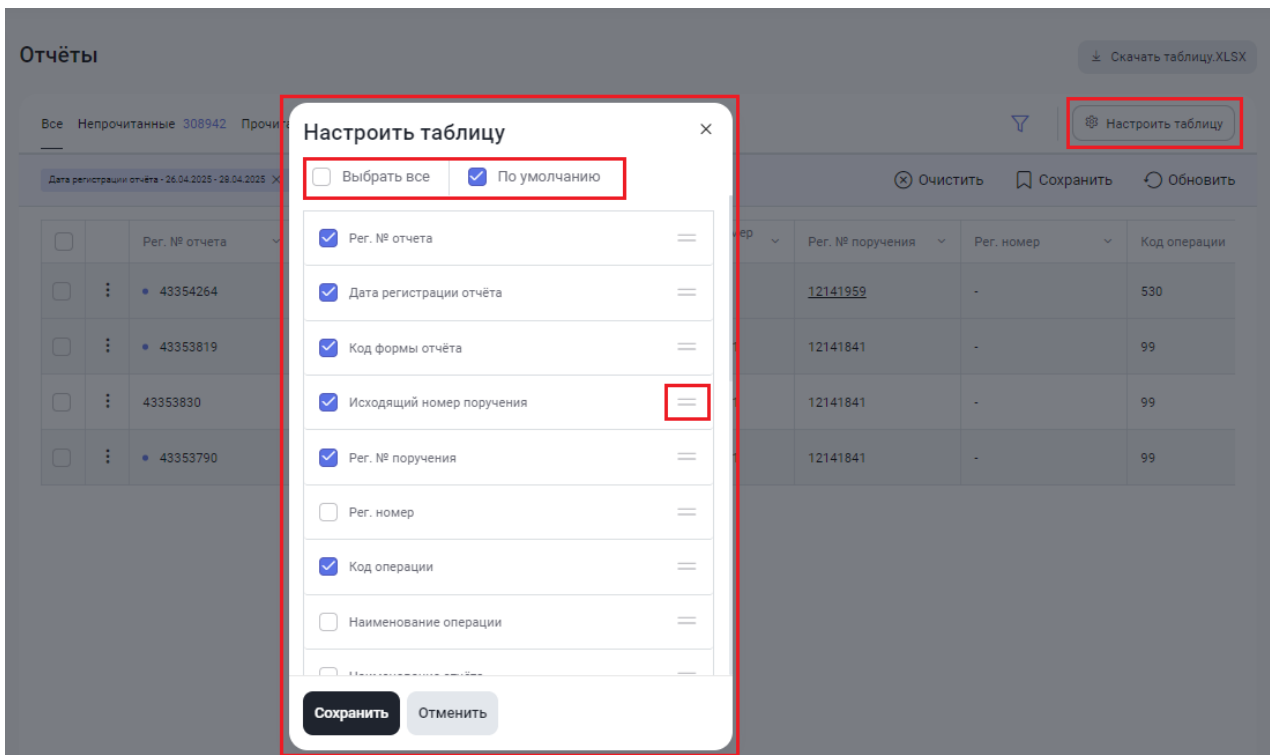 Отчёты
Скачать таблицу.XLSX
Все Непрочитанные 308942
Настроить таблицу
Дата регистрации отчёта - 26.04.2025 - 28.04.2025
Очистить Сохранить Обновить
Рег. № отчета Рег. № поручения Рег. номер Код операции
43354264 12141959 - 530
43353819 12141841 - 99
43353830 12141841 - 99
43353790 12141841 - 99
Настроить таблицу
Выбрать все По умолчанию
Рег. № отчета
Дата регистрации отчёта
Код формы отчёта
Исходящий номер поручения
Рег. № поручения
Рег. номер
Код операции
Наименование операции
Сохранить Отменить